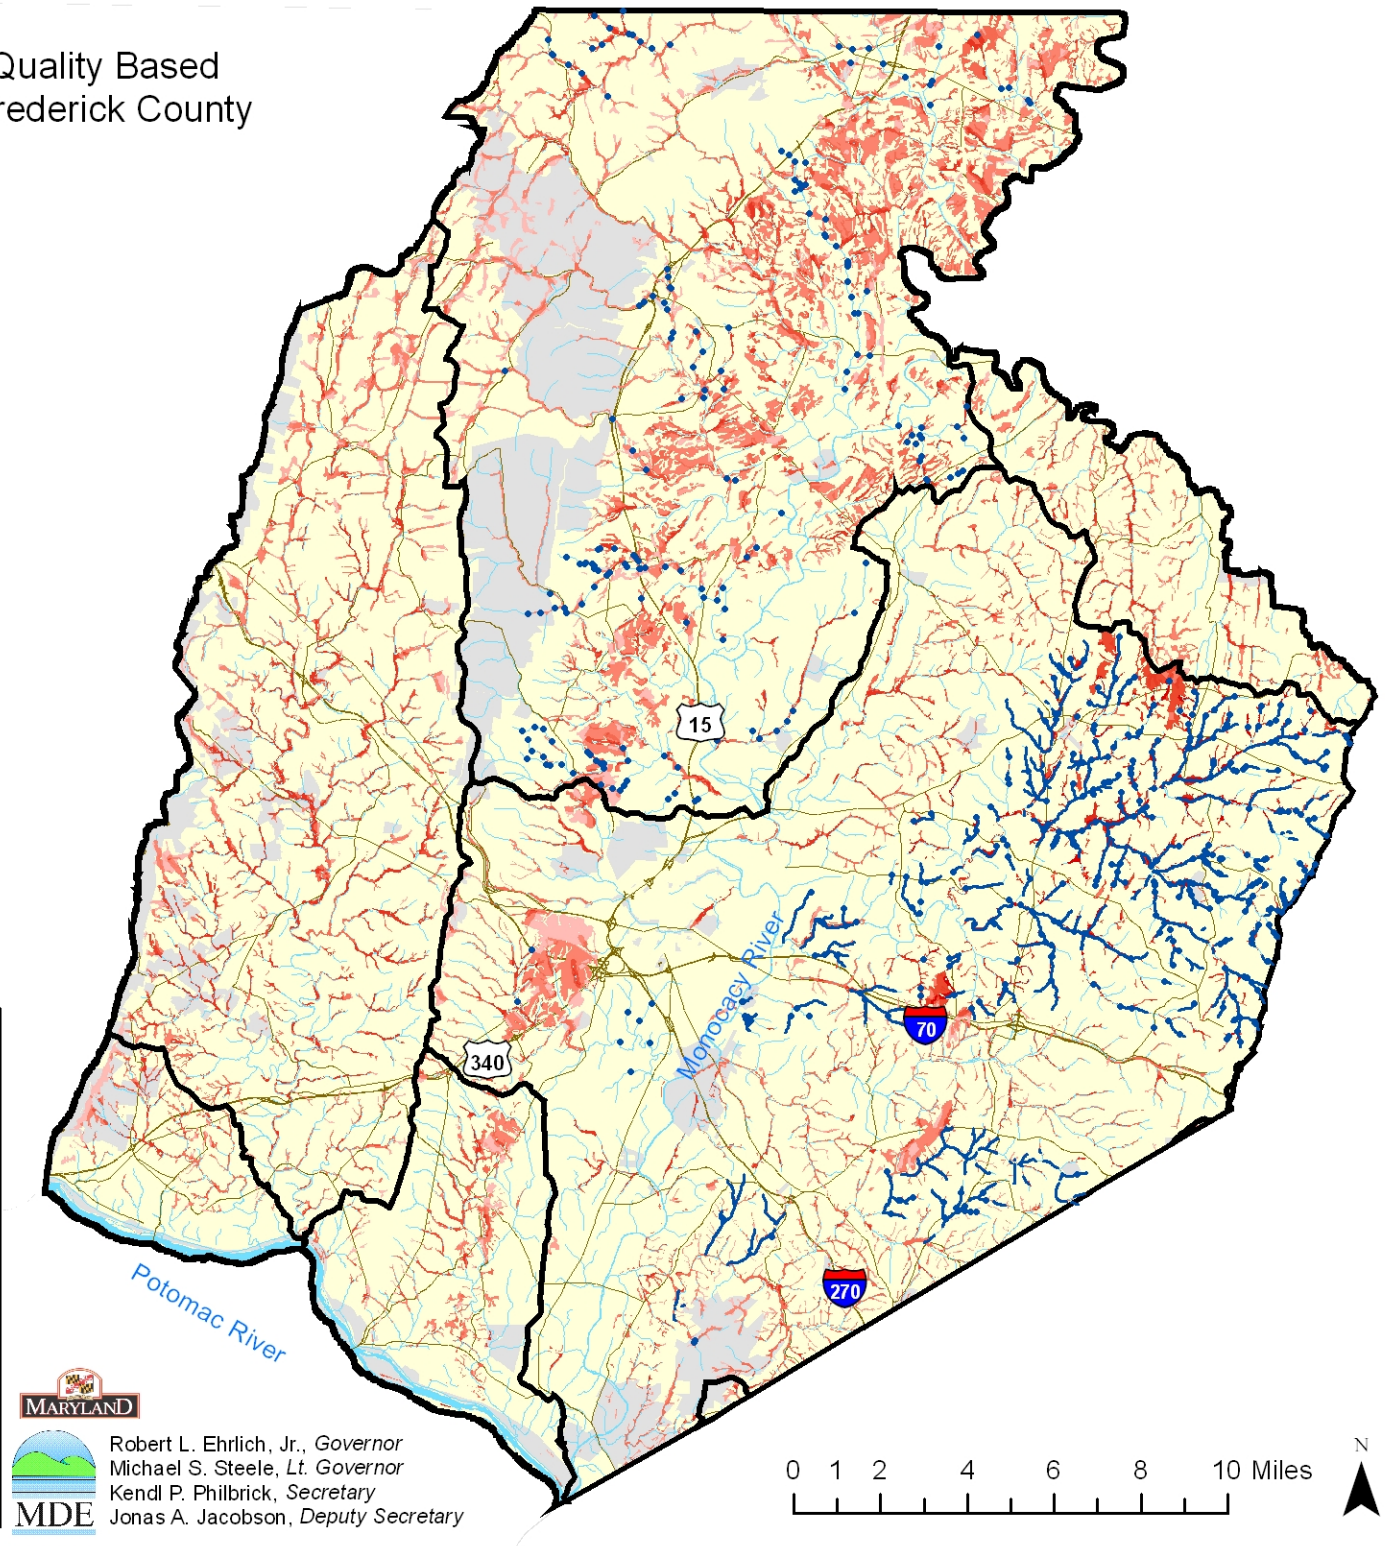 Quality Based
rederick County
15
Monocacy River
70
340
270
Potomac River
MARYLAND
MDE
Robert L. Ehrlich, Jr., Governor
Michael S. Steele, Lt. Governor
Kendl P. Philbrick, Secretary
Jonas A. Jacobson, Deputy Secretary
0 1 2 4 6 8 10 Miles
N